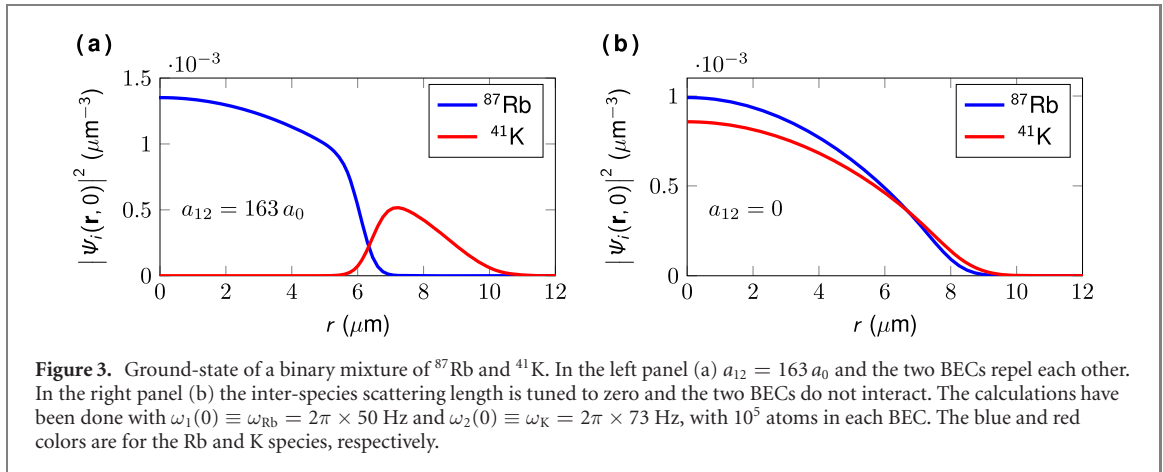 (a)
·10⁻³
1.5
1
0.5
0
|Ψᵢ(r, 0)|² (μm⁻³)
⁸⁷Rb
⁴¹K
a₁₂ = 163 a₀
0 2 4 6 8 10 12
r (μm)
(b)
·10⁻³
1
0.5
0
|Ψᵢ(r, 0)|² (μm⁻³)
⁸⁷Rb
⁴¹K
a₁₂ = 0
0 2 4 6 8 10 12
r (μm)
Figure 3. Ground-state of a binary mixture of ⁸⁷Rb and ⁴¹K. In the left panel (a) a₁₂ = 163 a₀ and the two BECs repel each other.
In the right panel (b) the inter-species scattering length is tuned to zero and the two BECs do not interact. The calculations have
been done with ω₁(0) ≡ ω_Rb = 2π × 50 Hz and ω₂(0) ≡ ω_K = 2π × 73 Hz, with 10⁵ atoms in each BEC. The blue and red
colors are for the Rb and K species, respectively.